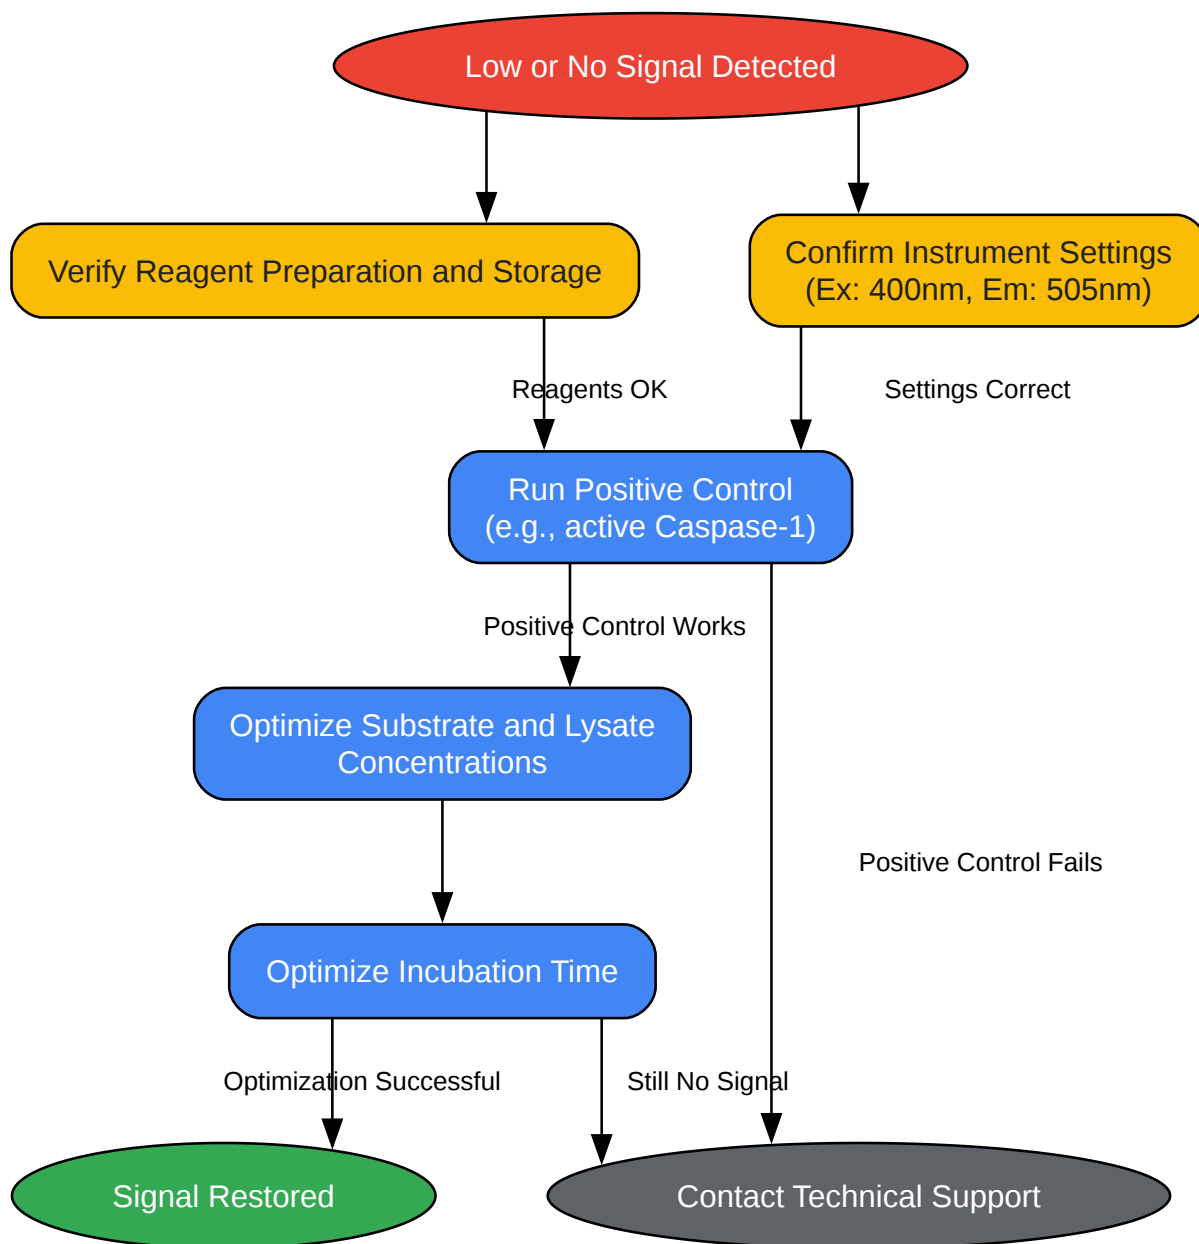 Low or No Signal Detected
Verify Reagent Preparation and Storage
Confirm Instrument Settings
(Ex: 400nm, Em: 505nm)
Reagents OK
Settings Correct
Run Positive Control
(e.g., active Caspase-1)
Positive Control Works
Optimize Substrate and Lysate
Concentrations
Positive Control Fails
Optimize Incubation Time
Optimization Successful
Still No Signal
Signal Restored
Contact Technical Support